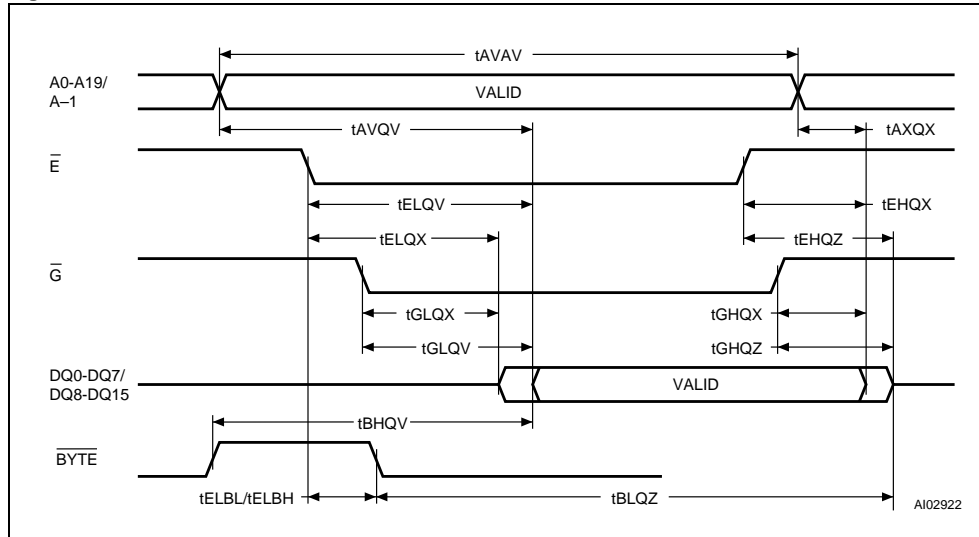 tAVAV
A0-A19/
A–1
VALID
tAVQV
tAXQX
E
tELQV
tEHQX
tELQX
tEHQZ
G
tGLQX
tGHQX
tGLQV
tGHQZ
DQ0-DQ7/
DQ8-DQ15
VALID
tBHQV
BYTE
tELBL/tELBH
tBLQZ
AI02922